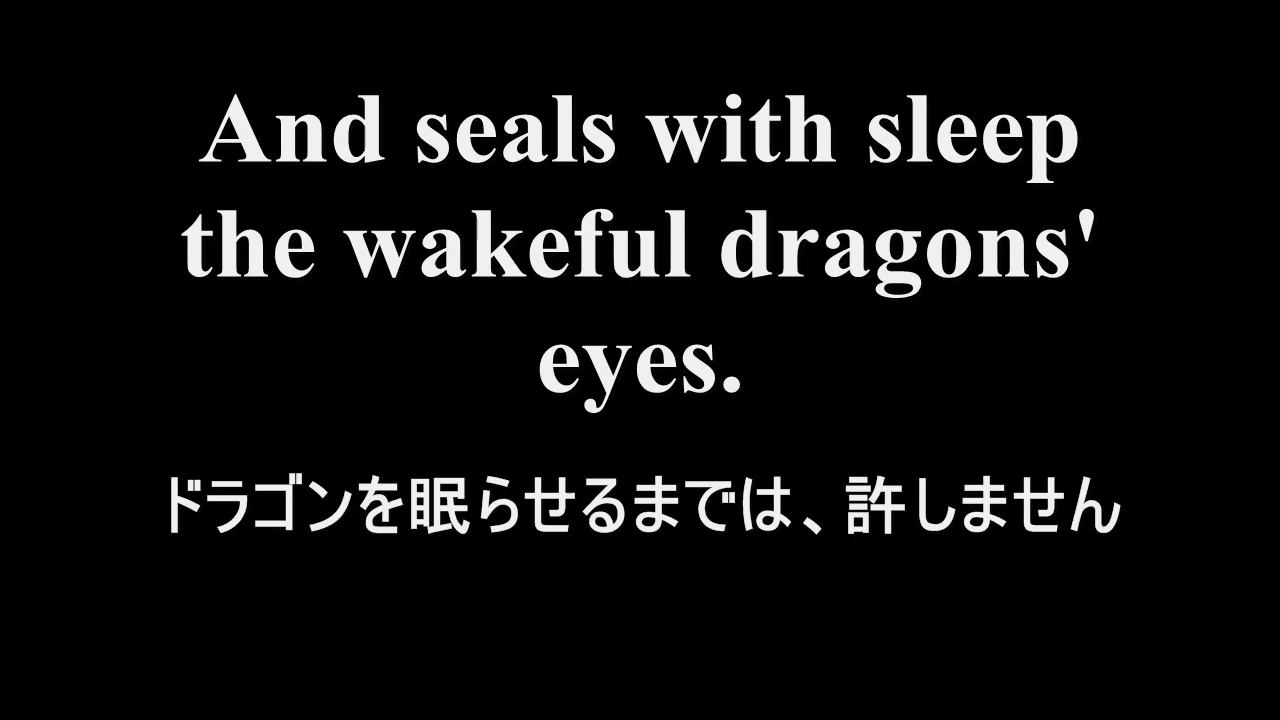 And seals with sleep
the wakeful dragons'
eyes.
ドラゴンを眠らせるまでは、許しません